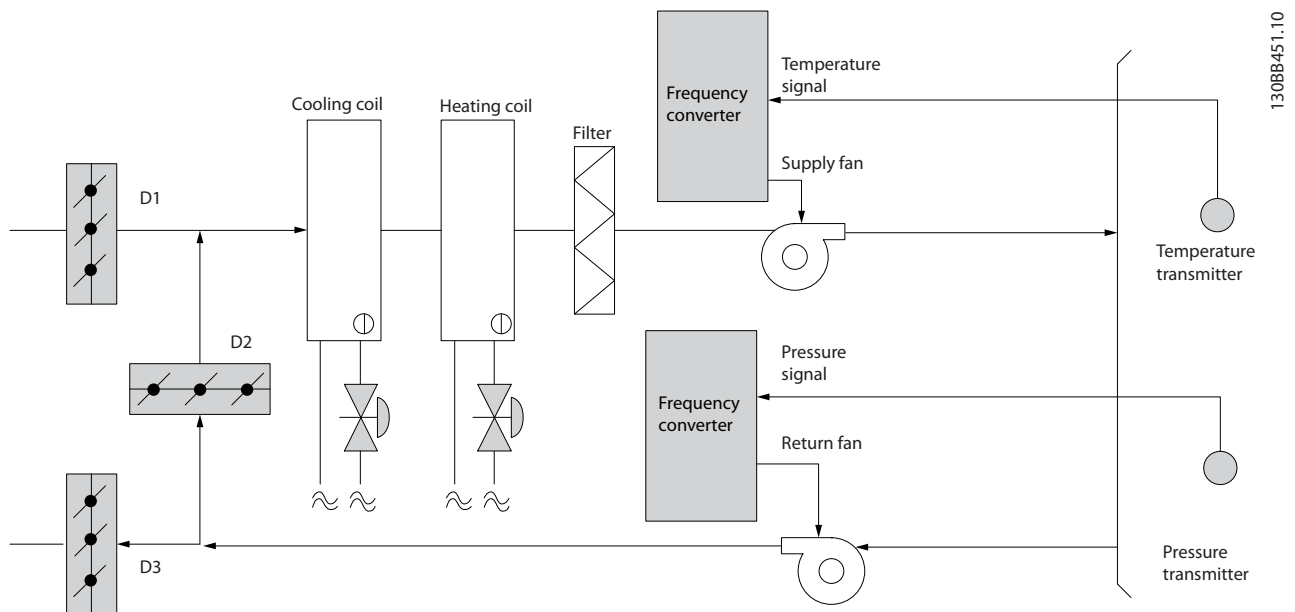 130BB451.10
Cooling coil
Heating coil
Filter
Frequency
converter
Temperature
signal
Supply fan
D1
Temperature
transmitter
D2
Frequency
converter
Pressure
signal
Return fan
D3
Pressure
transmitter